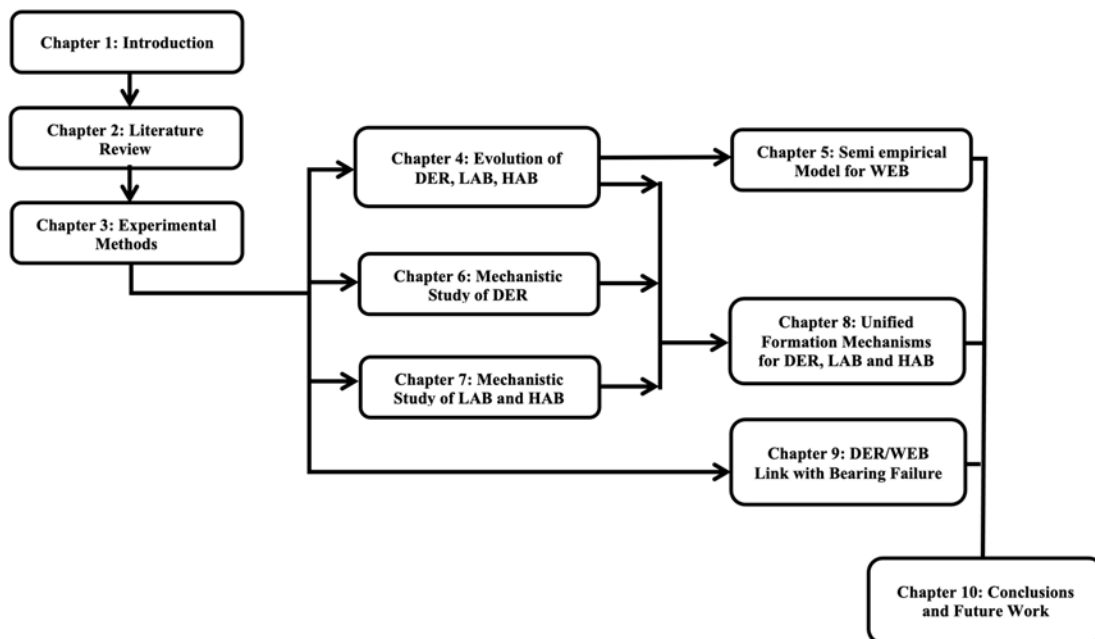 Chapter 1: Introduction
Chapter 2: Literature
Review
Chapter 3: Experimental
Methods
Chapter 4: Evolution of
DER, LAB, HAB
Chapter 5: Semi empirical
Model for WEB
Chapter 6: Mechanistic
Study of DER
Chapter 7: Mechanistic
Study of LAB and HAB
Chapter 8: Unified
Formation Mechanisms
for DER, LAB and HAB
Chapter 9: DER/WEB
Link with Bearing Failure
Chapter 10: Conclusions
and Future Work